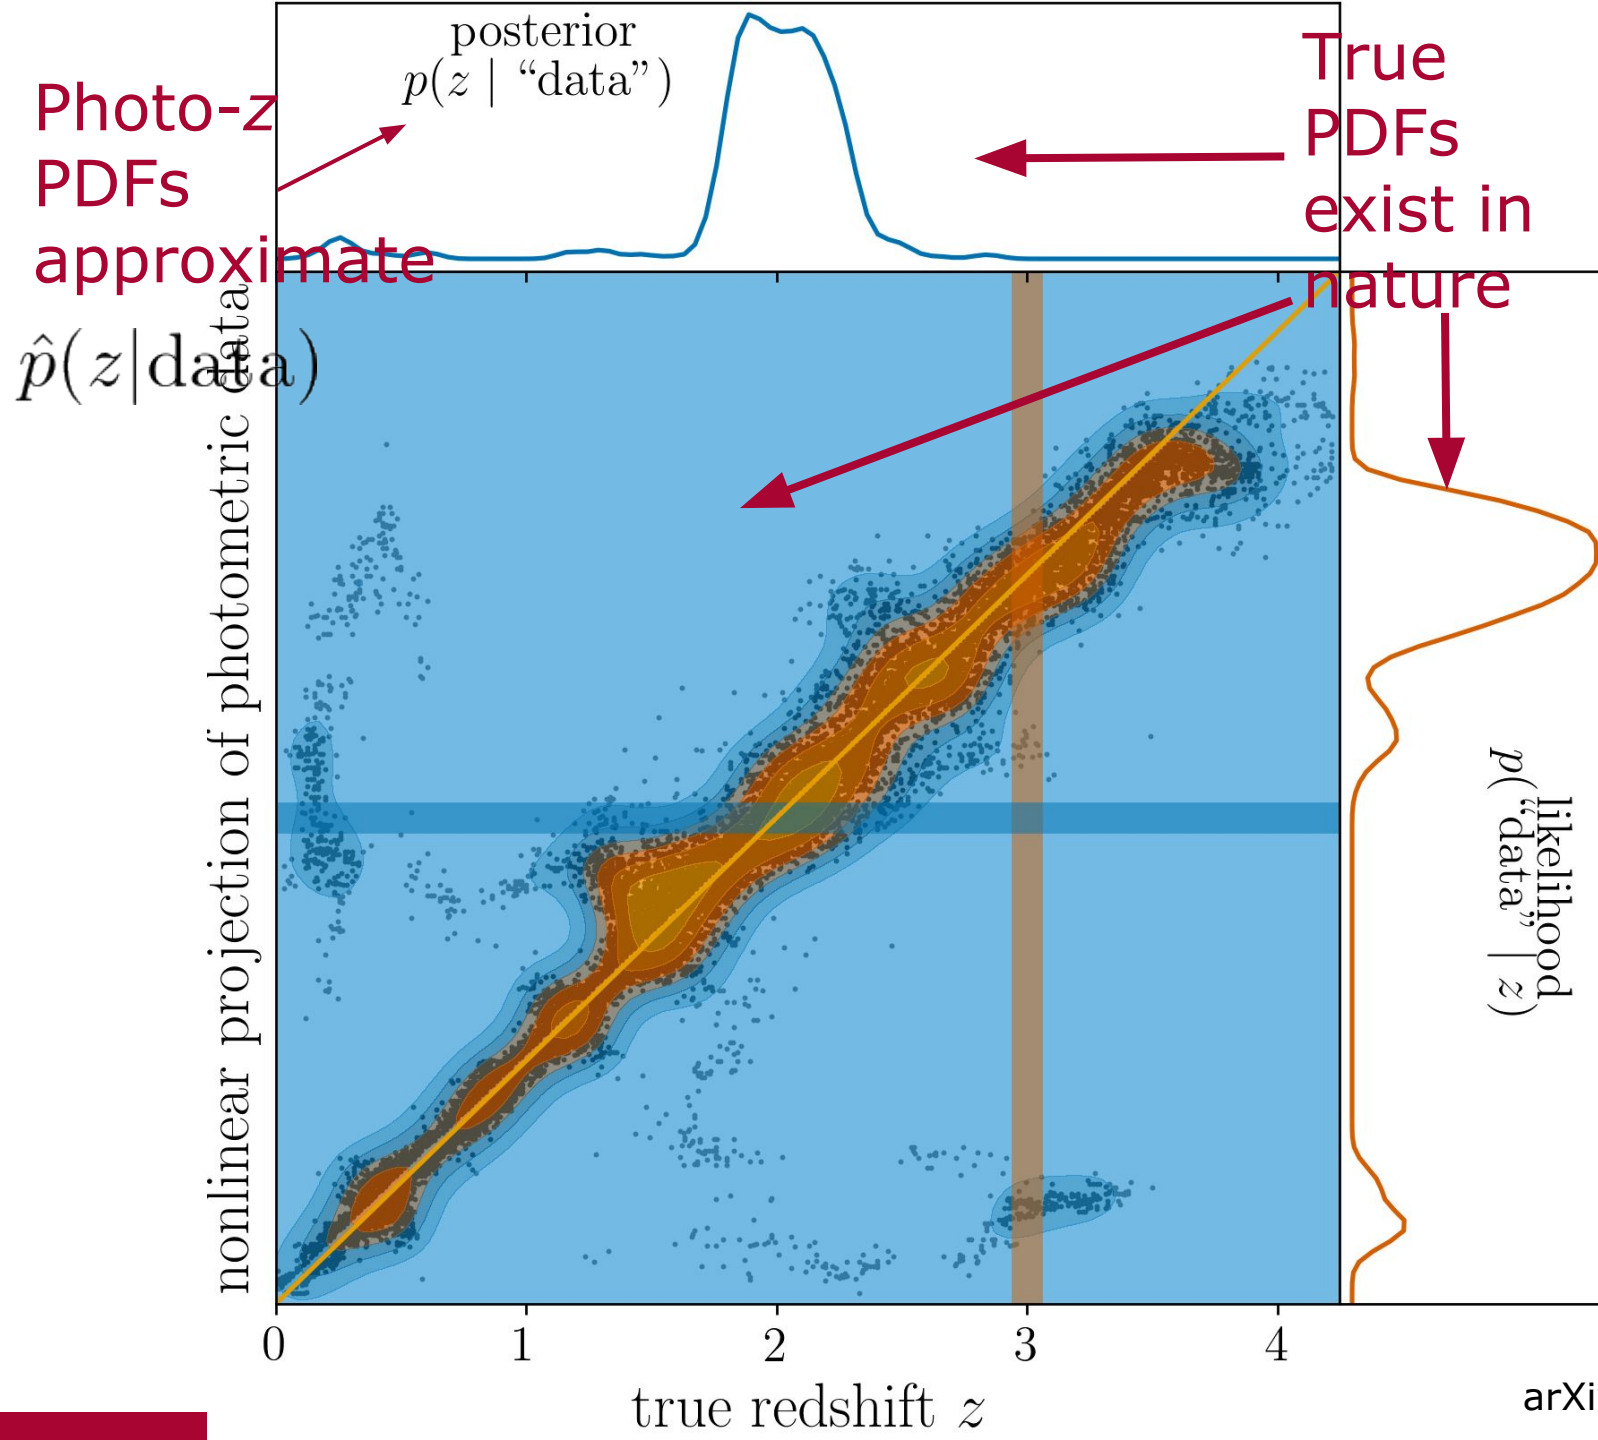 posterior
p(z | “data”)
Photo-z
PDFs
approximate
p̂(z|data)
True
PDFs
exist in
nature
nonlinear projection of photometric data
likelihood
p(“data” | z)
0 1 2 3 4
true redshift z
arXi